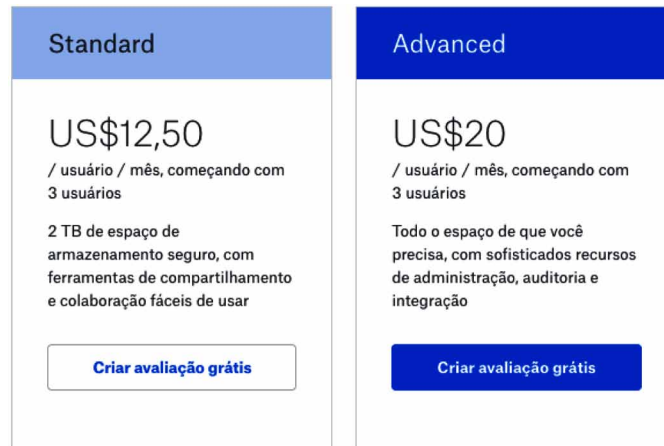 Standard
US$12,50
/ usuário / mês, começando com
3 usuários
2 TB de espaço de
armazenamento seguro, com
ferramentas de compartilhamento
e colaboração fáceis de usar
Criar avaliação grátis
Advanced
US$20
/ usuário / mês, começando com
3 usuários
Todo o espaço de que você
precisa, com sofisticados recursos
de administração, auditoria e
integração
Criar avaliação grátis